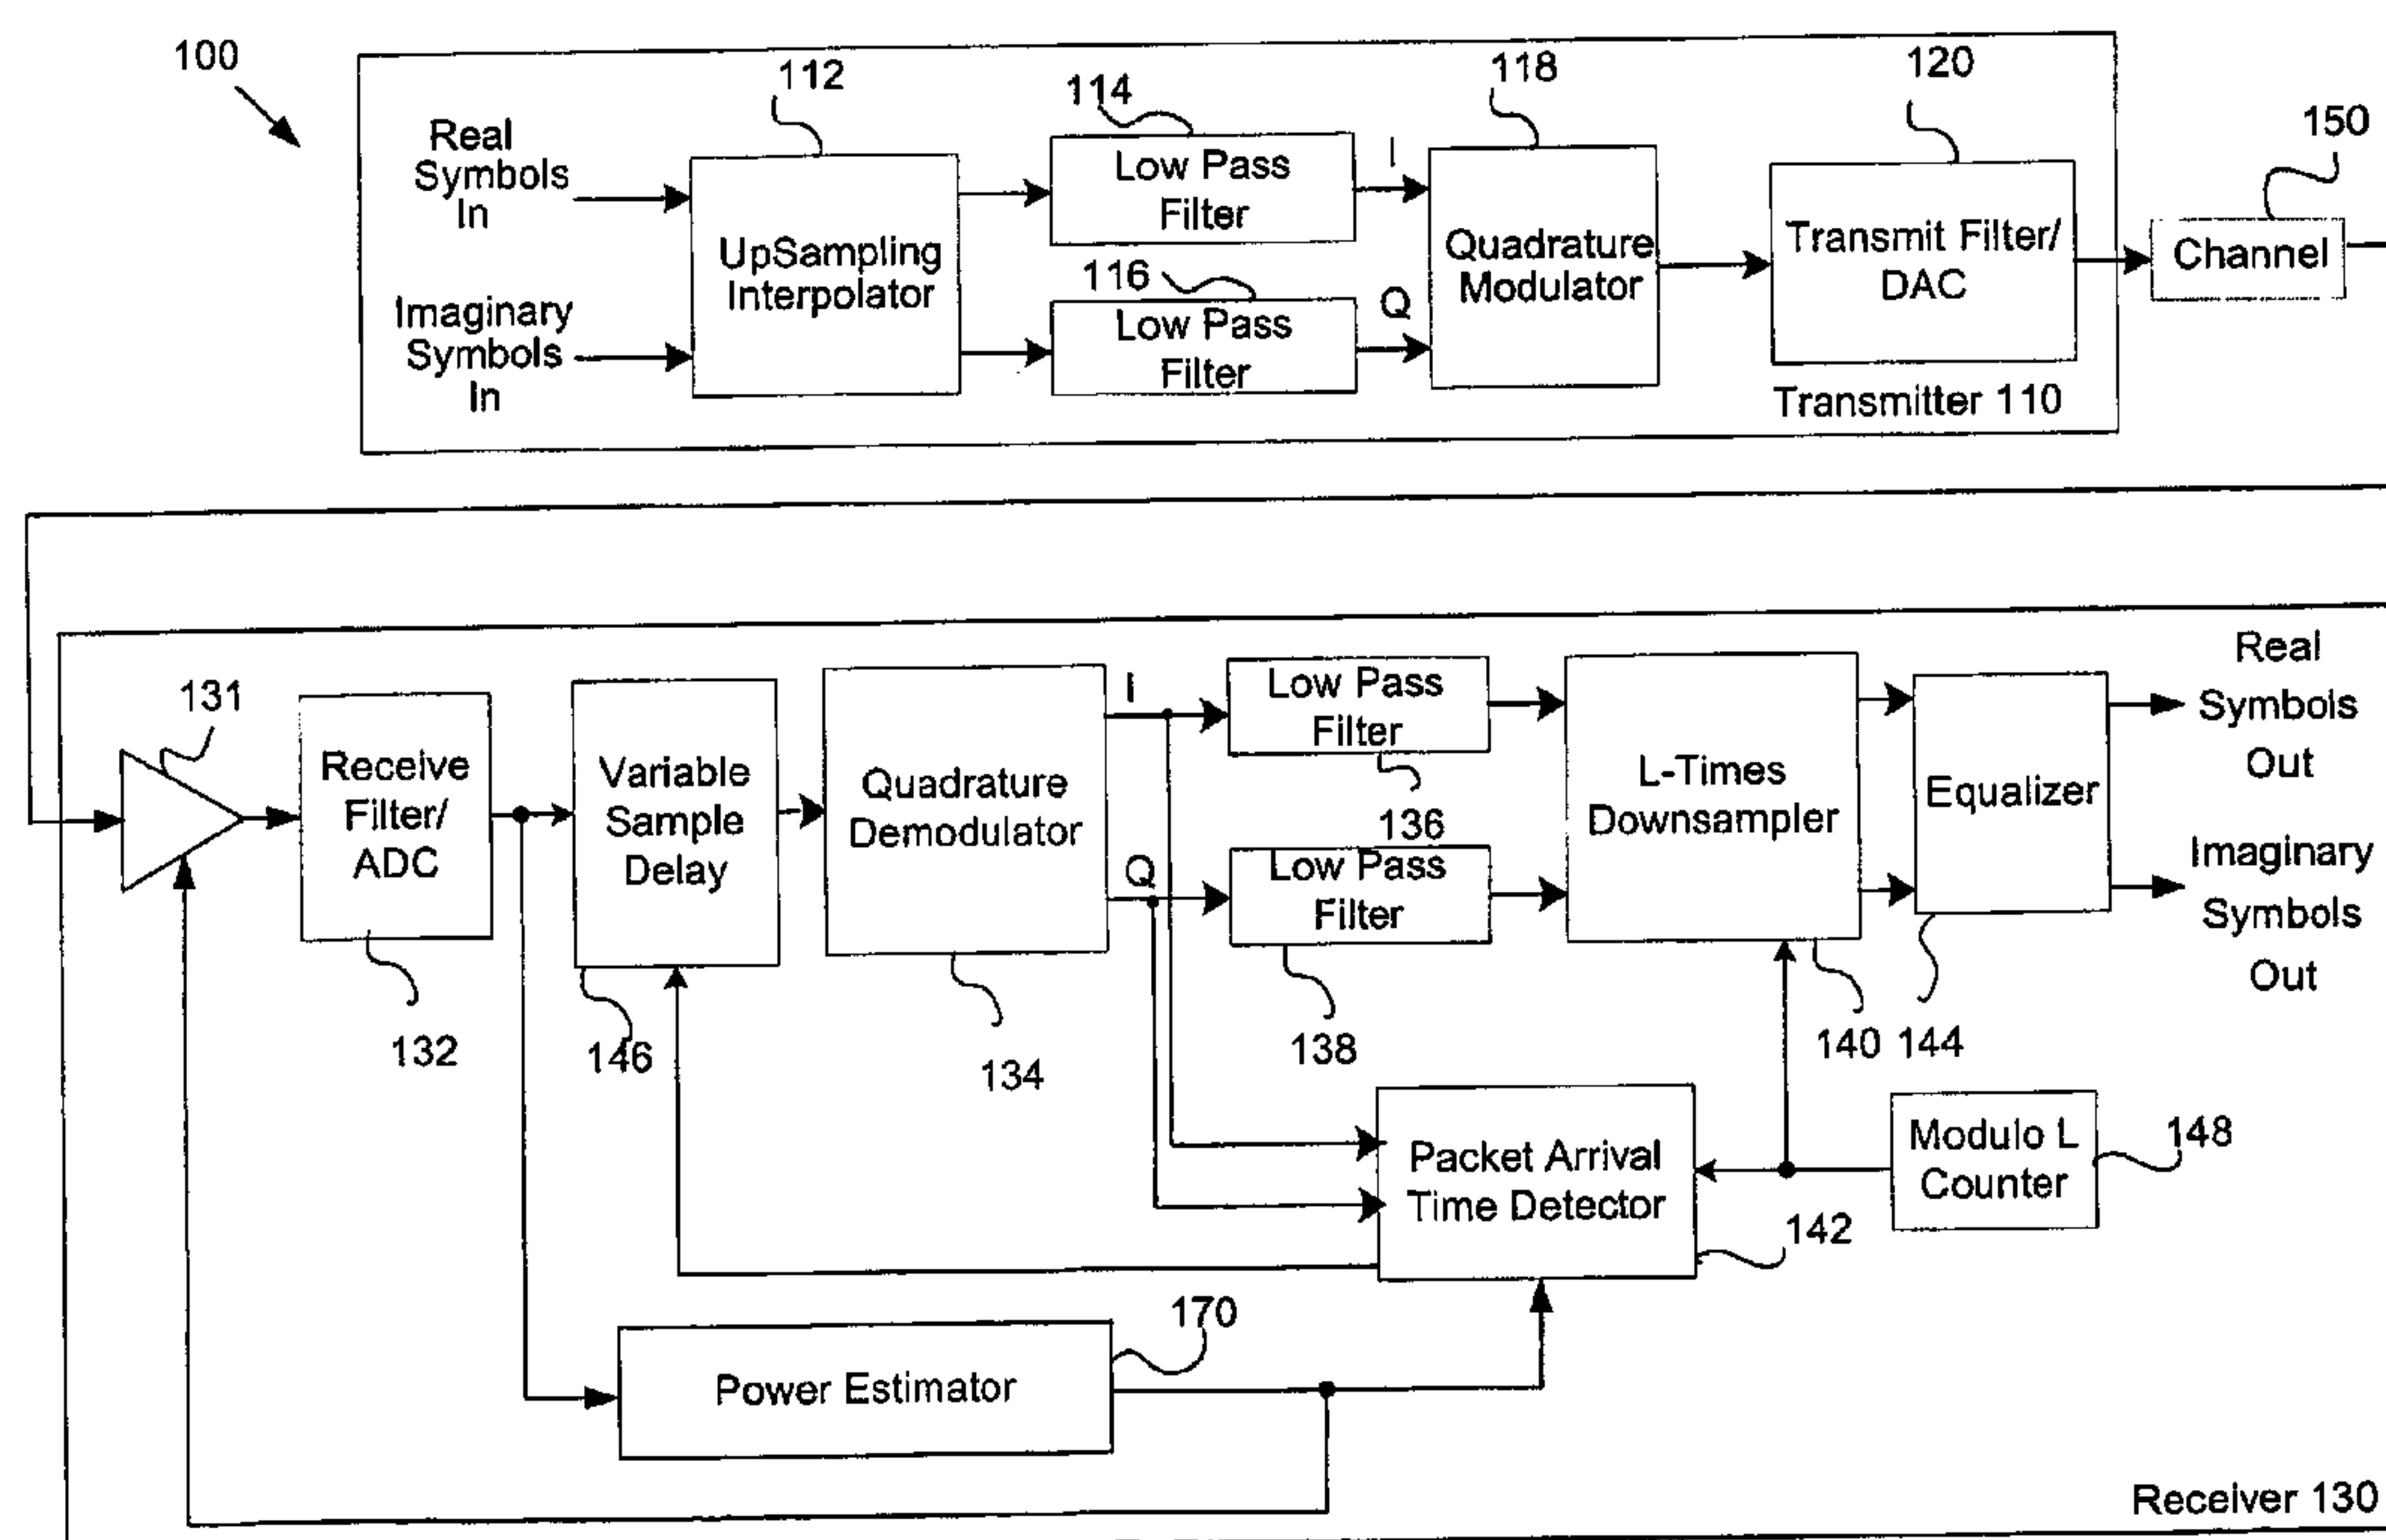 100
112
114
118
120
150
Real
Symbols
In
Imaginary
Symbols
In
UpSampling
Interpolator
Low Pass
Filter
116
Low Pass
Filter
I
Q
Quadrature
Modulator
Transmit Filter/
DAC
Transmitter 110
Channel
131
Receive
Filter/
ADC
132
Variable
Sample
Delay
146
Quadrature
Demodulator
134
I
Q
Low Pass
Filter
136
Low Pass
Filter
138
L-Times
Downsampler
140
Equalizer
144
Real
Symbols
Out
Imaginary
Symbols
Out
Packet Arrival
Time Detector
142
Modulo L
Counter
148
Power Estimator
170
Receiver 130